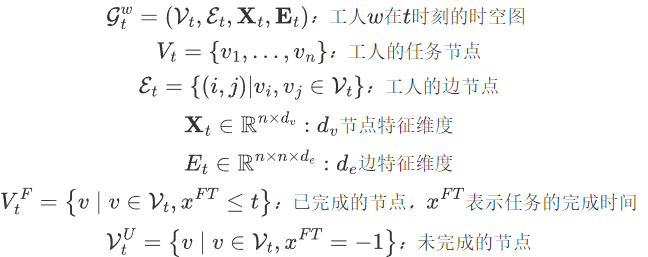 $\mathcal{G}_t^w = (\mathcal{V}_t, \mathcal{E}_t, \mathbf{X}_t, \mathbf{E}_t)$：工人$w$在$t$时刻的时空图
$V_t = \{v_1, \ldots, v_n\}$：工人的任务节点
$\mathcal{E}_t = \{(i, j) | v_i, v_j \in \mathcal{V}_t\}$：工人的边节点
$\mathbf{X}_t \in \mathbb{R}^{n \times d_v} : d_v$节点特征维度
$E_t \in \mathbb{R}^{n \times n \times d_e} : d_e$边特征维度
$V_t^F = \{v \mid v \in \mathcal{V}_t, x^{FT} \leq t\}$：已完成的节点，$x^{FT}$表示任务的完成时间
$\mathcal{V}_t^U = \{v \mid v \in \mathcal{V}_t, x^{FT} = -1\}$：未完成的节点